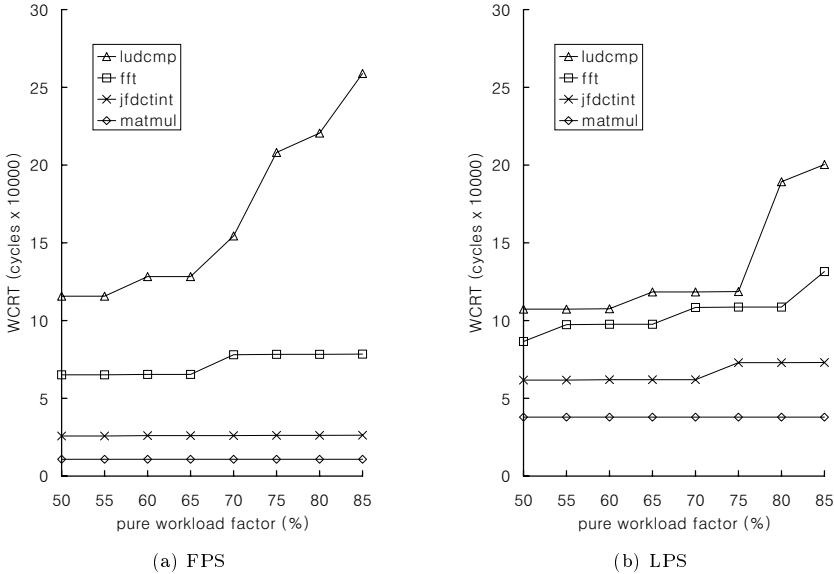 30
25
20
15
10
5
0
WCRT (cycles x 10000)
ludcmp
fft
jfdctint
matmul
50 55 60 65 70 75 80 85
pure workload factor (%)
(a) FPS
30
25
20
15
10
5
0
WCRT (cycles x 10000)
ludcmp
fft
jfdctint
matmul
50 55 60 65 70 75 80 85
pure workload factor (%)
(b) LPS